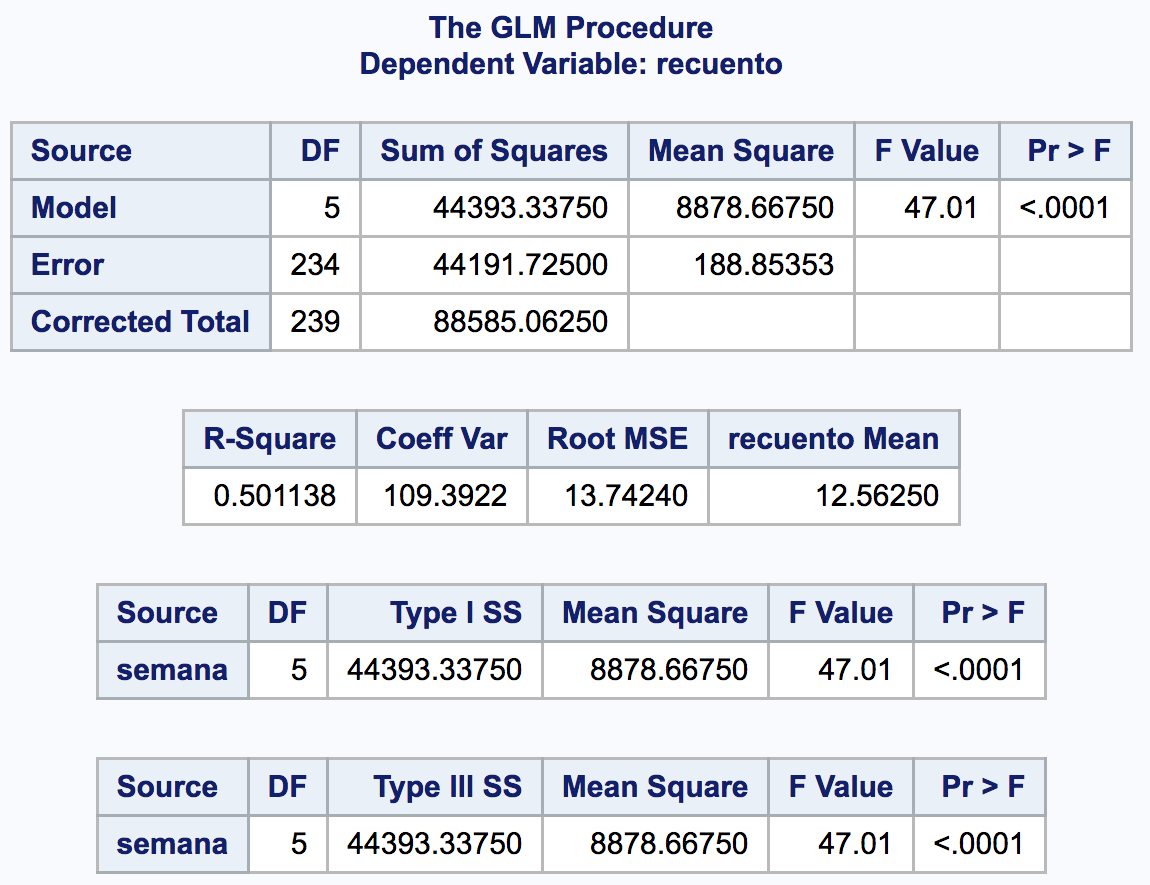 The GLM Procedure
Dependent Variable: recuento
Source DF Sum of Squares Mean Square F Value Pr > F
Model 5 44393.33750 8878.66750 47.01 <.0001
Error 234 44191.72500 188.85353
Corrected Total 239 88585.06250
R-Square Coeff Var Root MSE recuento Mean
0.501138 109.3922 13.74240 12.56250
Source DF Type I SS Mean Square F Value Pr > F
semana 5 44393.33750 8878.66750 47.01 <.0001
Source DF Type III SS Mean Square F Value Pr > F
semana 5 44393.33750 8878.66750 47.01 <.0001